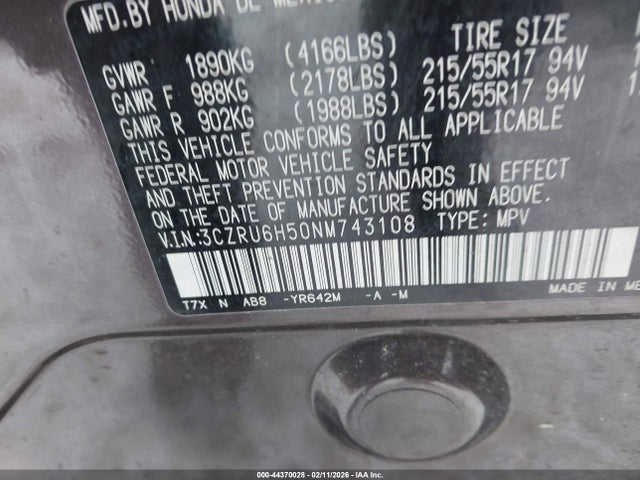 MFD.BY HONDA DE MEXICO
TIRE SIZE
GVWR 1890KG (4166LBS)
GAWR F 988KG (2178LBS) 215/55R17 94V
GAWR R 902KG (1988LBS) 215/55R17 94V
THIS VEHICLE CONFORMS TO ALL APPLICABLE
FEDERAL MOTOR VEHICLE SAFETY
AND THEFT PREVENTION STANDARDS IN EFFECT
ON THE DATE OF MANUFACTURE SHOWN ABOVE.
V.I.N:3CZRU6H50NM743108 TYPE: MPV
T7X N AB8 -YR642M -A -M
MADE IN ME
000-44370028 - 02/11/2026 - IAAI, Inc.